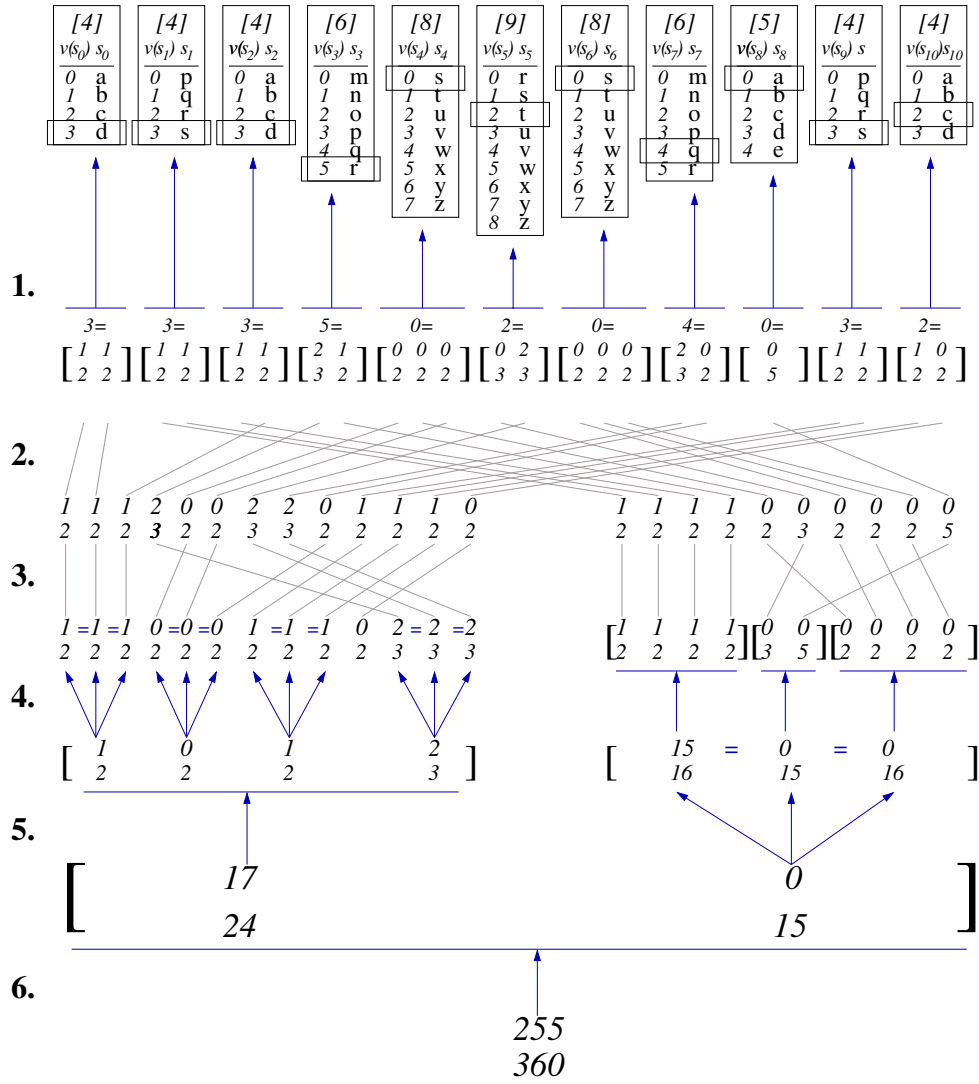 [4] [4] [4] [6] [8] [9] [8] [6] [5] [4] [4]
v(s0) s0 v(s1) s1 v(s2) s2 v(s3) s3 v(s4) s4 v(s5) s5 v(s6) s6 v(s7) s7 v(s8) s8 v(s9) s v(s10) s10
0 a 0 p 0 a 0 m 0 s 0 r 0 s 0 m 0 a 0 p 0 a
1 b 1 q 1 b 1 n 1 t 1 s 1 t 1 n 1 b 1 q 1 b
2 c 2 r 2 c 2 o 2 u 2 t 2 u 2 o 2 c 2 r 2 c
3 d 3 s 3 d 3 p 3 v 3 u 3 v 3 p 3 d 3 s 3 d
4 q 4 w 4 v 4 w 4 q 4 e
5 r 5 x 5 w 5 x 5 r
6 y 6 x 6 y
7 z 7 y 7 z
8 z
1.
3= 3= 3= 5= 0= 2= 0= 4= 0= 3= 2=
[1 1] [1 1] [1 1] [2 1] [0 0 0] [0 2] [0 0 0] [2 0] [0] [1 1] [1 0]
[2 2] [2 2] [2 2] [3 2] [2 2 2] [3 3] [2 2 2] [3 2] [5] [2 2] [2 2]
2.
1 1 1 2 0 0 2 2 0 1 1 1 0 1 1 1 1 0 0 0 0 0 0
2 2 2 3 2 2 3 3 2 2 2 2 2 2 2 2 2 2 3 2 2 2 5
3.
1 = 1 = 1 0 = 0 = 0 1 = 1 = 1 0 2 = 2 = 2 [1 1 1 1] [0 0] [0 0 0 0]
2 2 2 2 2 2 2 2 2 2 3 3 3 [2 2 2 2] [3 5] [2 2 2 2]
4.
[1 0 1 2] [15 = 0 = 0]
[2 2 2 3] [16 15 16]
5.
[17 0]
[24 15]
6.
255
360